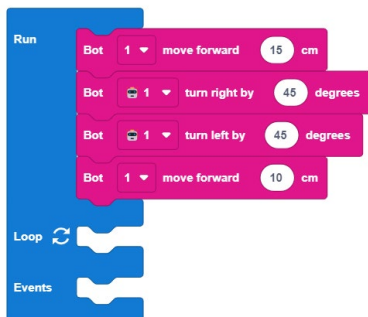 Run
Bot 1 move forward 15 cm
Bot 1 turn right by 45 degrees
Bot 1 turn left by 45 degrees
Bot 1 move forward 10 cm
Loop
Events